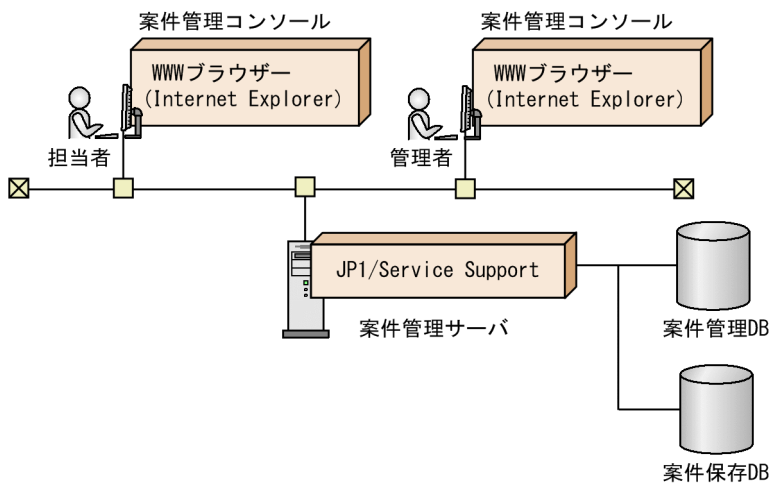 案件管理コンソール
案件管理コンソール
WWWブラウザー
(Internet Explorer)
WWWブラウザー
(Internet Explorer)
担当者
管理者
JP1/Service Support
案件管理サーバ
案件管理DB
案件保存DB